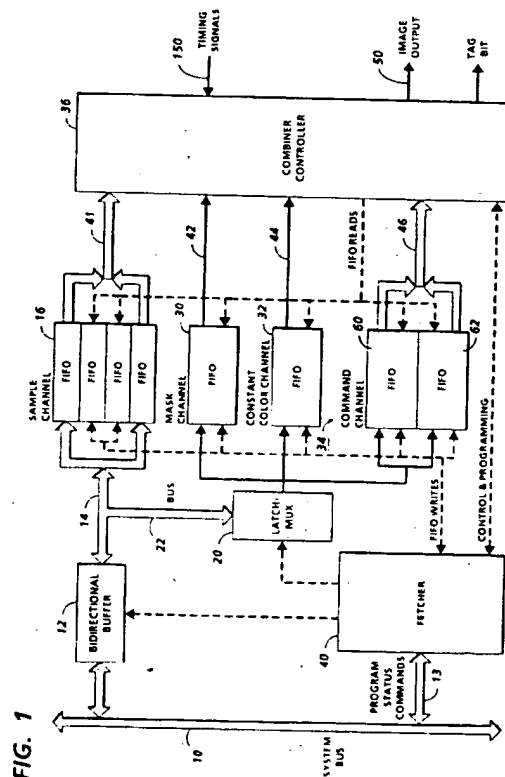 FIG. 1
SYSTEM
BUS
10
12
BIDIRECTIONAL
BUFFER
14
22
BUS
PROGRAM
STATUS
COMMANDS
13
40
FETCHER
20
LATCH-
MUX
SAMPLE
CHANNEL
16
FIFO
FIFO
FIFO
FIFO
MASK
CHANNEL
30
FIFO
CONSTANT
COLOR CHANNEL
32
FIFO
34
COMMAND
CHANNEL
60
FIFO
FIFO
62
FIFO WRITES
CONTROL & PROGRAMMING
41
42
44
FIFO READS
46
36
COMBINER
CONTROLLER
150
TIMING
SIGNALS
50
IMAGE
OUTPUT
TAG
BIT